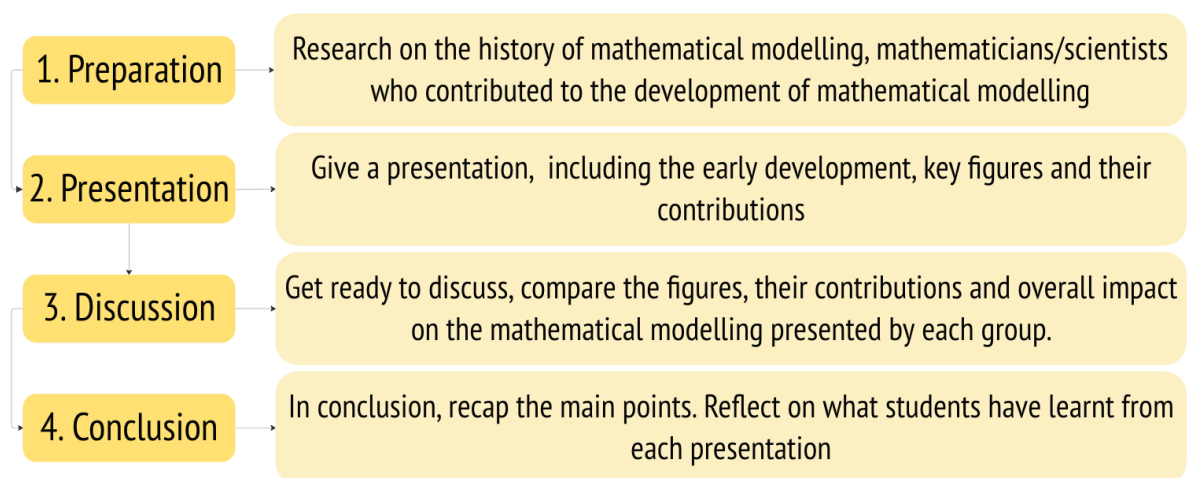 1. Preparation
Research on the history of mathematical modelling, mathematicians/scientists
who contributed to the development of mathematical modelling
2. Presentation
Give a presentation,  including the early development, key figures and their
contributions
3. Discussion
Get ready to discuss, compare the figures, their contributions and overall impact
on the mathematical modelling presented by each group.
4. Conclusion
In conclusion, recap the main points. Reflect on what students have learnt from
each presentation